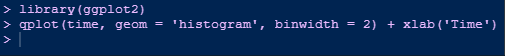 > library(ggplot2)
> qplot(time, geom = 'histogram', binwidth = 2) + xlab('Time')
>